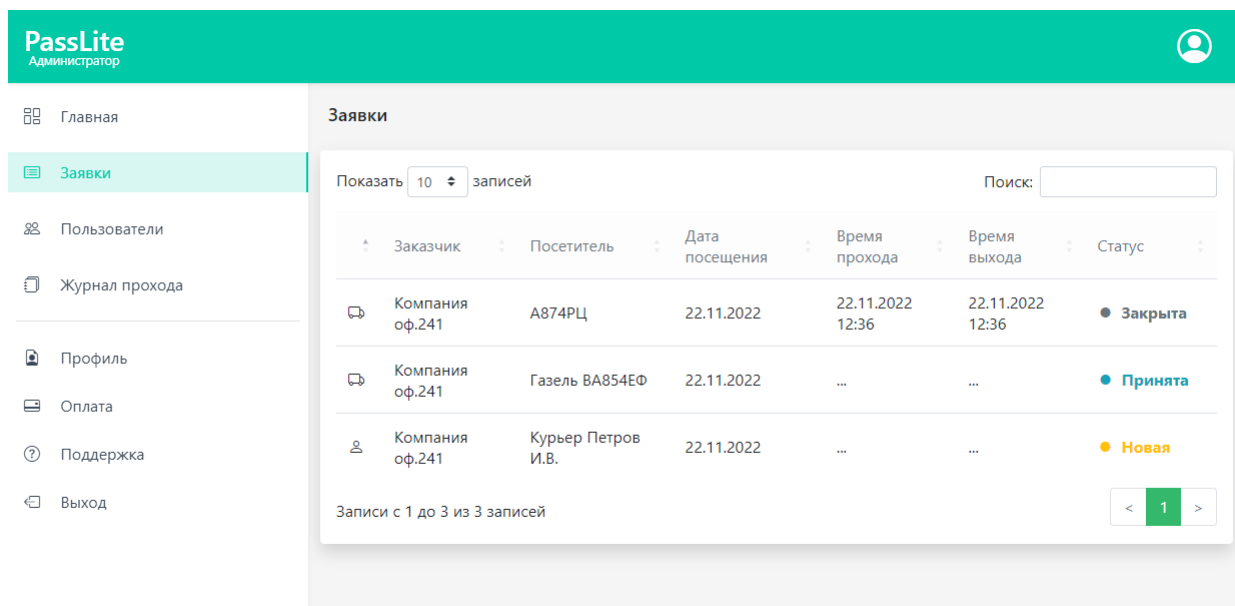 PassLite
Администратор
Главная
Заявки
Пользователи
Журнал прохода
Профиль
Оплата
Поддержка
Выход
Заявки
Показать 10 записей
Поиск:
Заказчик Посетитель Дата посещения Время прохода Время выхода Статус
Компания оф.241 А874РЦ 22.11.2022 22.11.2022 12:36 22.11.2022 12:36 Закрыта
Компания оф.241 Газель ВА854ЕФ 22.11.2022 ... ... Принята
Компания оф.241 Курьер Петров И.В. 22.11.2022 ... ... Новая
Записи с 1 до 3 из 3 записей
< 1 >